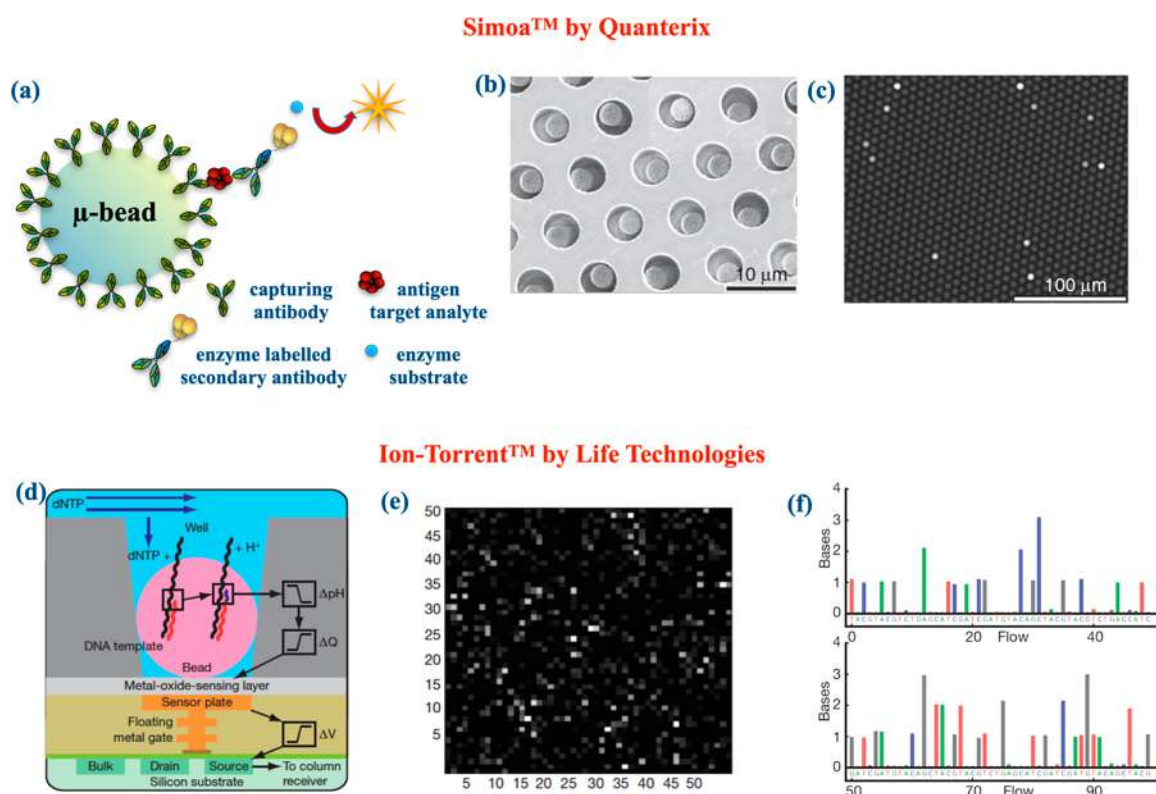 Simoa™ by Quanterix
(a)
μ-bead
capturing
antibody
antigen
target analyte
enzyme labelled
secondary antibody
enzyme
substrate
(b)
10 μm
(c)
100 μm
Ion-Torrent™ by Life Technologies
(d)
dNTP
Well
dNTP +
+ H⁺
ΔpH
ΔQ
DNA template
Bead
Metal-oxide-sensing layer
Sensor plate
Floating
metal gate
ΔV
Bulk
Drain
Source
To column
receiver
Silicon substrate
(e)
50
45
40
35
30
25
20
15
10
5
5 10 15 20 25 30 35 40 45 50
(f)
Bases
4
3
2
1
0
TACGTACGTCTGAGCATCGATCGATGTACAGCTACGTACGTCTGAGCATC
0 20 40
Flow
Bases
4
3
2
1
0
GATCGATGTACAGCTACGTACGTCTGAGCATCGATCGATGTACAGCTACG
50 70 90
Flow